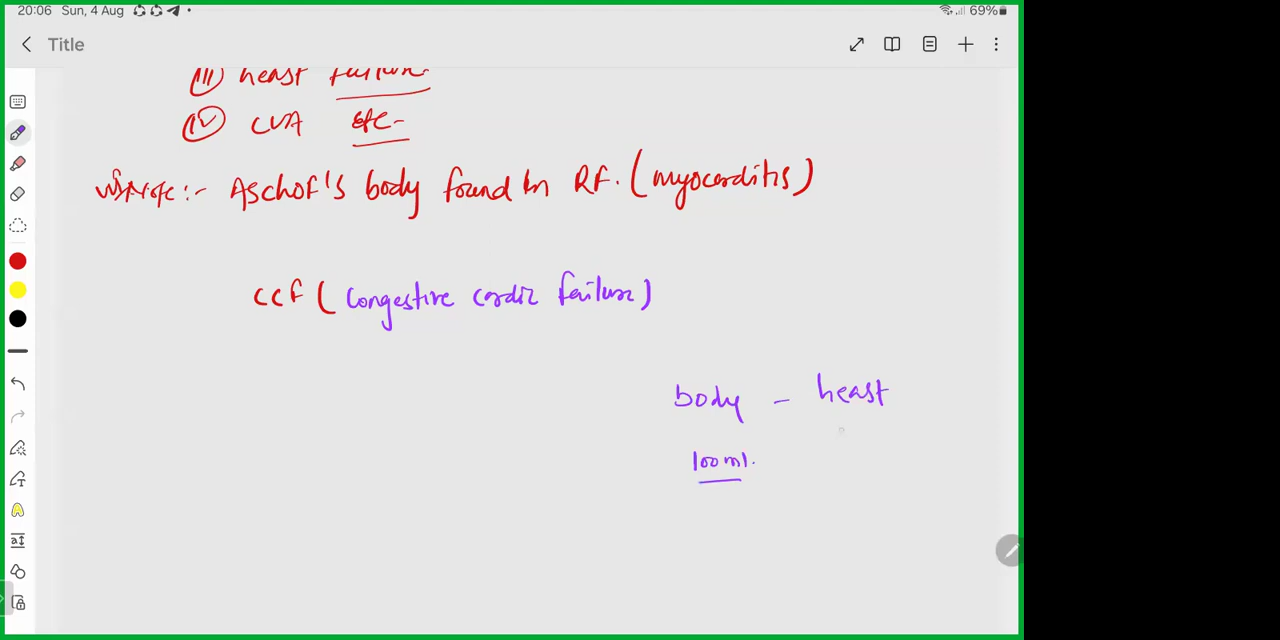 20:06 Sun, 4 Aug
69%
Title
(III) heart failure
(IV) CVA etc-
Note:- Aschof's body found In RF. (myocarditis)
CCF (Congestive cardic failure)
body - heart
100ml.